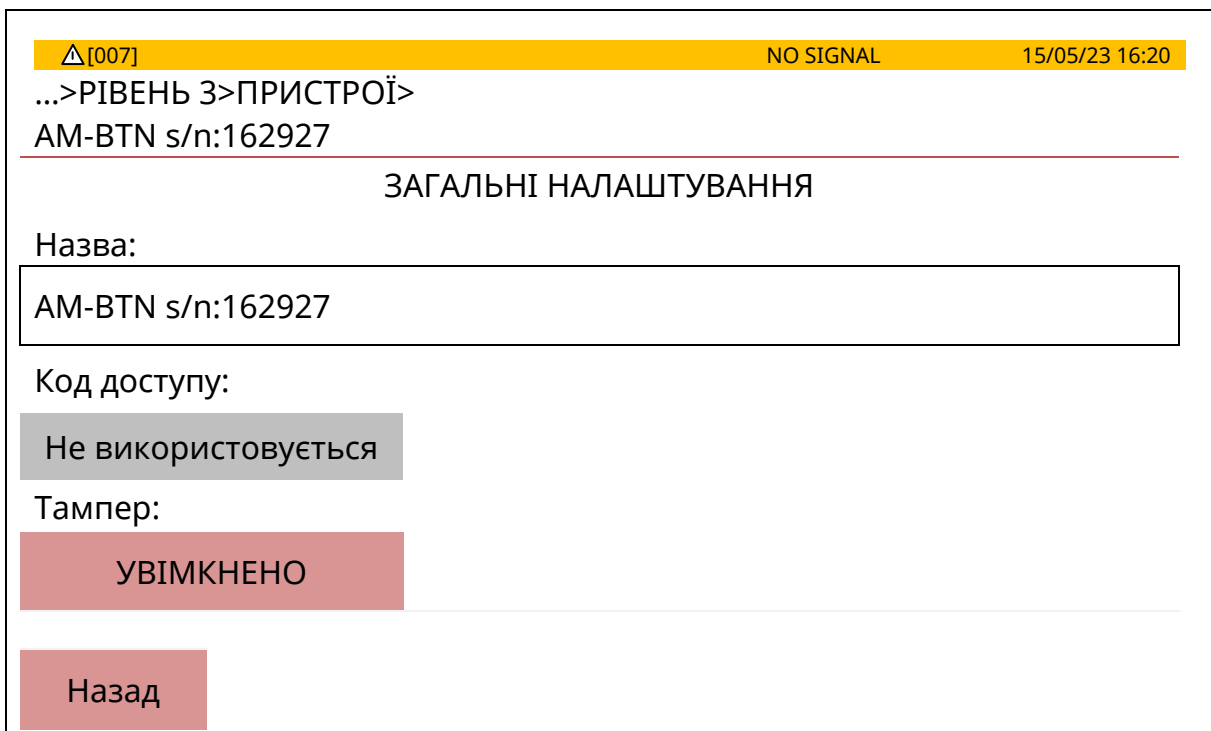 [007] NO SIGNAL 15/05/23 16:20
...>РІВЕНЬ 3>ПРИСТРОЇ>
AM-BTN s/n:162927
ЗАГАЛЬНІ НАЛАШТУВАННЯ
Назва:
AM-BTN s/n:162927
Код доступу:
Не використовується
Тампер:
УВІМКНЕНО
Назад